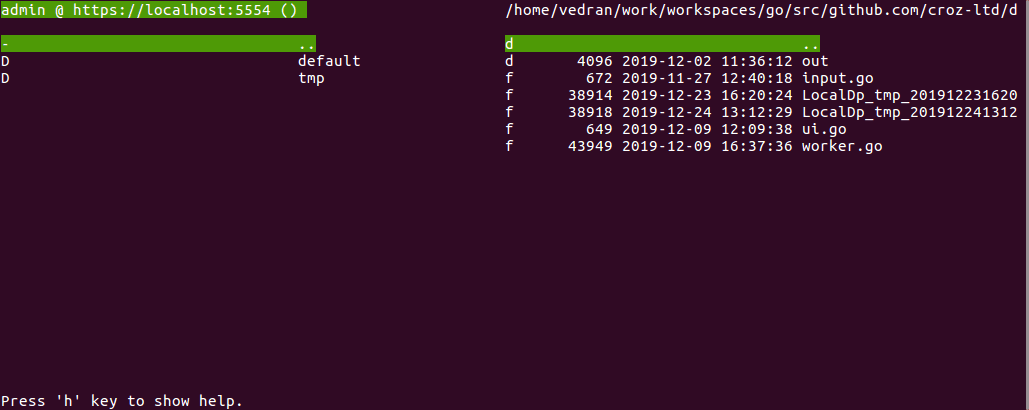 admin @ https://localhost:5554 () /home/vedran/work/workspaces/go/src/github.com/croz-ltd/d
- .. d ..
D default d 4096 2019-12-02 11:36:12 out
D tmp f 672 2019-11-27 12:40:18 input.go
f 38914 2019-12-23 16:20:24 LocalDp_tmp_201912231620
f 38918 2019-12-24 13:12:29 LocalDp_tmp_201912241312
f 649 2019-12-09 12:09:38 ui.go
f 43949 2019-12-09 16:37:36 worker.go
Press 'h' key to show help.